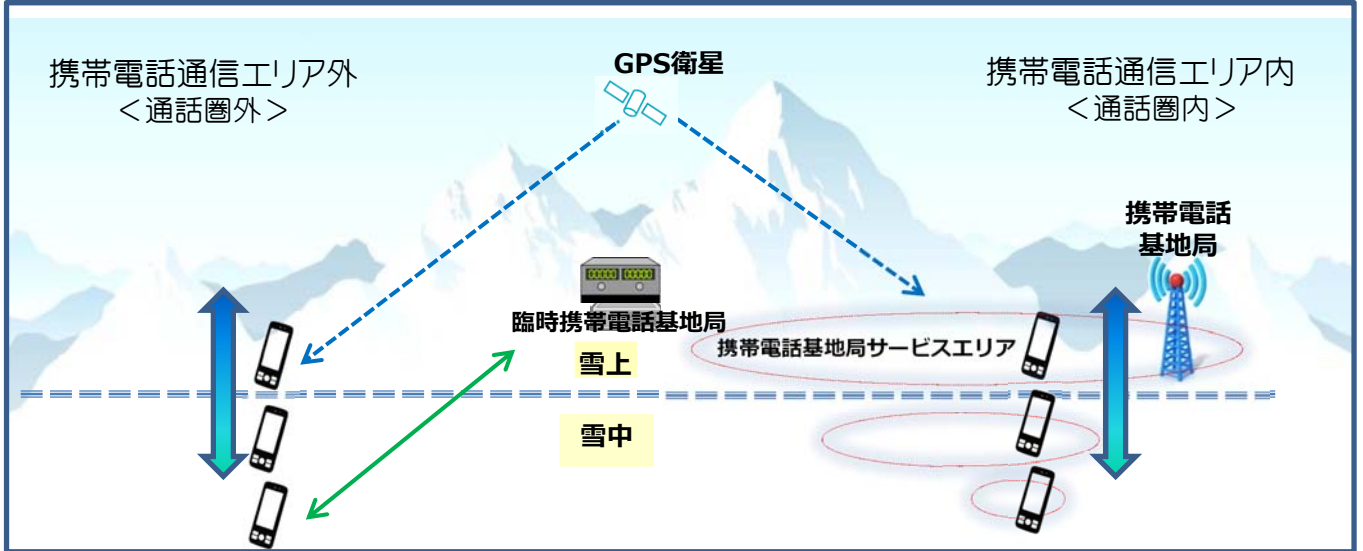 携帯電話通信エリア外
＜通話圏外＞
GPS衛星
携帯電話通信エリア内
＜通話圏内＞
携帯電話
基地局
臨時携帯電話基地局
携帯電話基地局サービスエリア
雪上
雪中